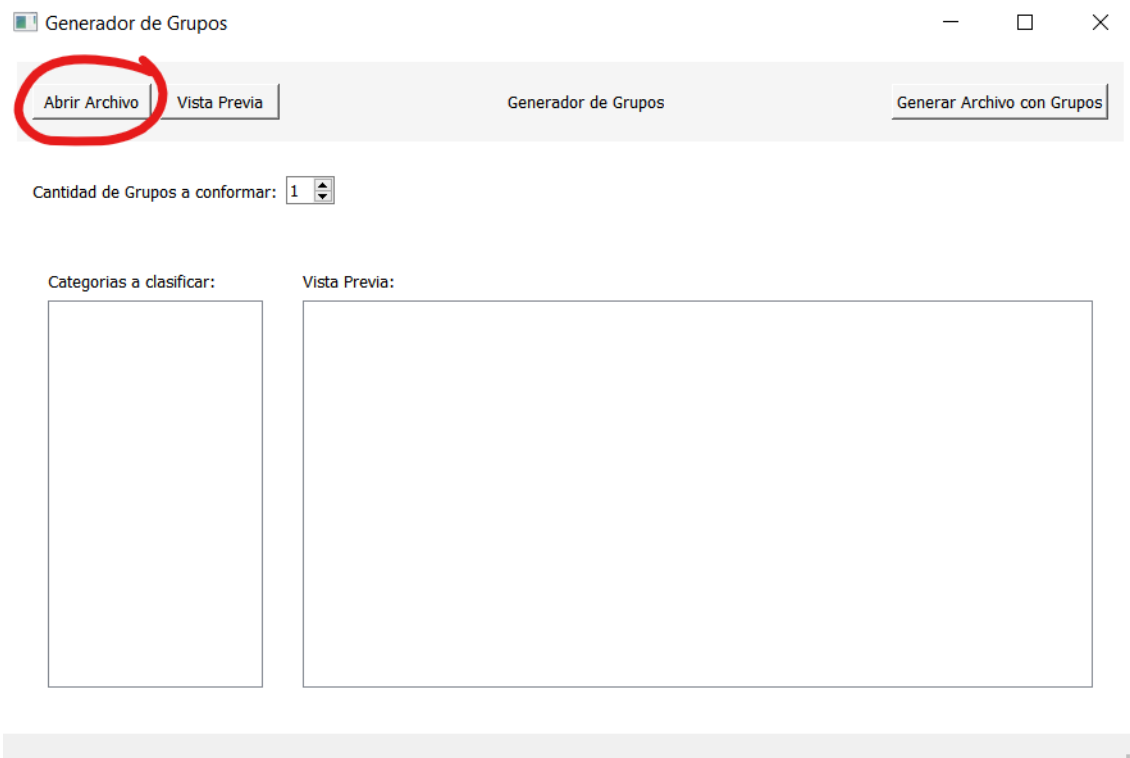 Generador de Grupos
Abrir Archivo Vista Previa Generador de Grupos Generar Archivo con Grupos
Cantidad de Grupos a conformar: 1
Categorias a clasificar: Vista Previa: